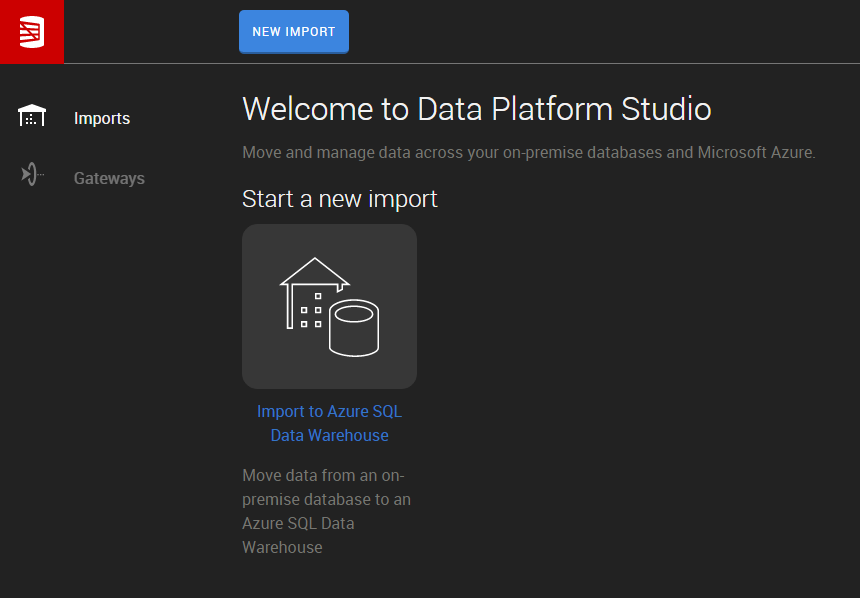 NEW IMPORT
Imports
Gateways
Welcome to Data Platform Studio
Move and manage data across your on-premise databases and Microsoft Azure.
Start a new import
Import to Azure SQL
Data Warehouse
Move data from an on-
premise database to an
Azure SQL Data
Warehouse